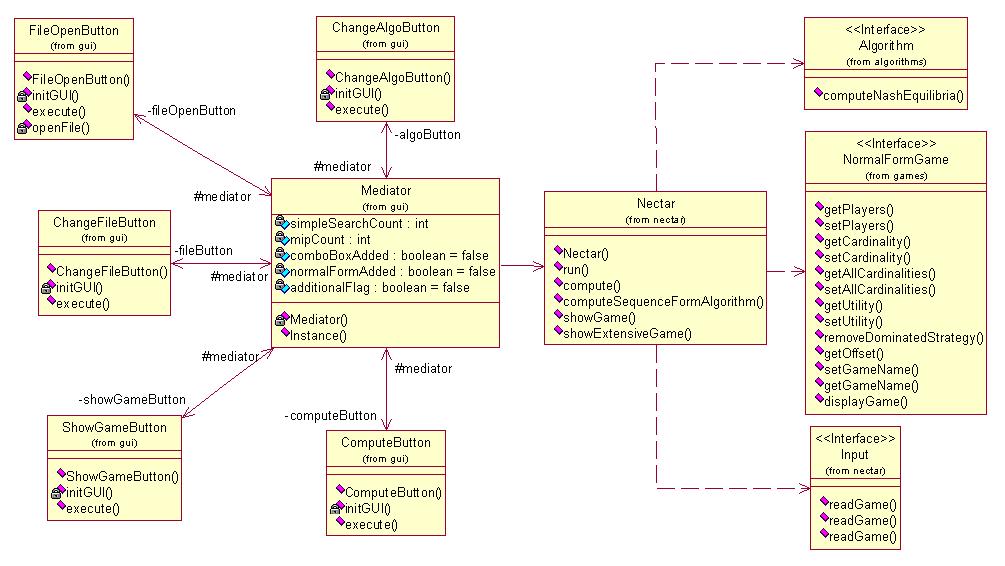 FileOpenButton
(from gui)
FileOpenButton()
initGUI()
execute()
openFile()
-fileOpenButton
#mediator
ChangeAlgoButton
(from gui)
ChangeAlgoButton()
initGUI()
execute()
-algoButton
#mediator
ChangeFileButton
(from gui)
ChangeFileButton()
initGUI()
execute()
-fileButton
#mediator
Mediator
(from gui)
simpleSearchCount : int
mipCount : int
comboBoxAdded : boolean = false
normalFormAdded : boolean = false
additionalFlag : boolean = false
Mediator()
Instance()
#mediator
-showGameButton
ShowGameButton
(from gui)
ShowGameButton()
initGUI()
execute()
#mediator
-computeButton
ComputeButton
(from gui)
ComputeButton()
initGUI()
execute()
Nectar
(from nectar)
Nectar()
run()
compute()
computeSequenceFormAlgorithm()
showGame()
showExtensiveGame()
<<Interface>>
Algorithm
(from algorithms)
computeNashEquilibria()
<<Interface>>
NormalFormGame
(from games)
getPlayers()
setPlayers()
getCardinality()
setCardinality()
getAllCardinalities()
setAllCardinalities()
getUtility()
setUtility()
removeDominatedStrategy()
getOffset()
setGameName()
getGameName()
displayGame()
<<Interface>>
Input
(from nectar)
readGame()
readGame()
readGame()